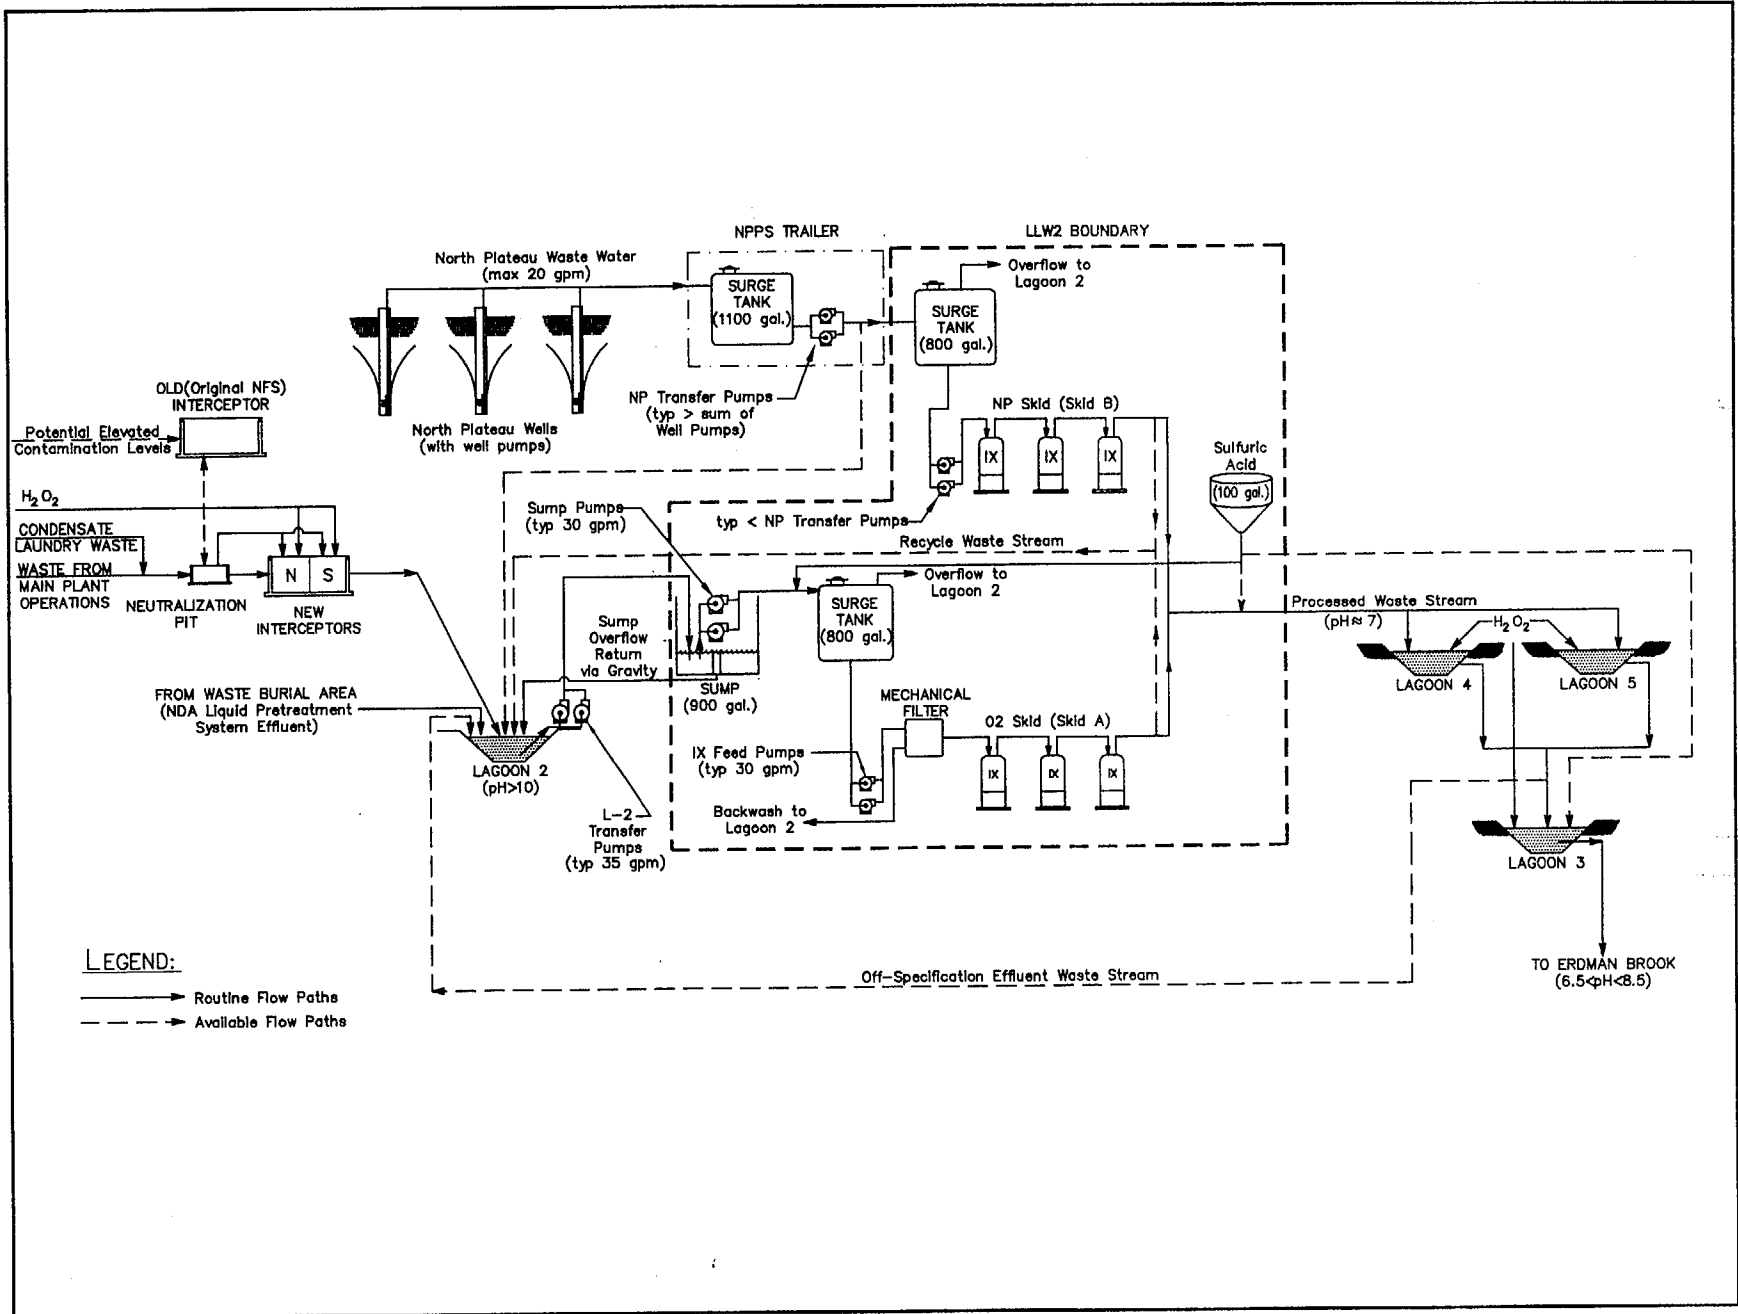 NPPS TRAILER
LLW2 BOUNDARY
North Plateau Waste Water
(max 20 gpm)
SURGE
TANK
(1100 gal.)
Overflow to
Lagoon 2
SURGE
TANK
(800 gal.)
OLD(Original NFS)
INTERCEPTOR
Potential Elevated
Contamination Levels
North Plateau Wells
(with well pumps)
NP Transfer Pumps
(typ > sum of
Well Pumps)
NP Skid (Skid B)
IX
IX
IX
Sulfuric
Acid
(100 gal.)
H2O2
CONDENSATE
LAUNDRY WASTE
WASTE FROM
MAIN PLANT
OPERATIONS
NEUTRALIZATION
PIT
N
S
NEW
INTERCEPTORS
Sump Pumps
(typ 30 gpm)
typ < NP Transfer Pumps
Recycle Waste Stream
Overflow to
Lagoon 2
SURGE
TANK
(800 gal.)
Sump
Overflow
Return
via Gravity
SUMP
(900 gal.)
Processed Waste Stream
(pH≈ 7)
H2O2
LAGOON 4
LAGOON 5
FROM WASTE BURIAL AREA
(NDA Liquid Pretreatment
System Effluent)
LAGOON 2
(pH>10)
MECHANICAL
FILTER
02 Skid (Skid A)
IX
IX
IX
IX Feed Pumps
(typ 30 gpm)
Backwash to
Lagoon 2
L-2
Transfer
Pumps
(typ 35 gpm)
LAGOON 3
TO ERDMAN BROOK
(6.5<pH<8.5)
Off-Specification Effluent Waste Stream
LEGEND:
Routine Flow Paths
Available Flow Paths